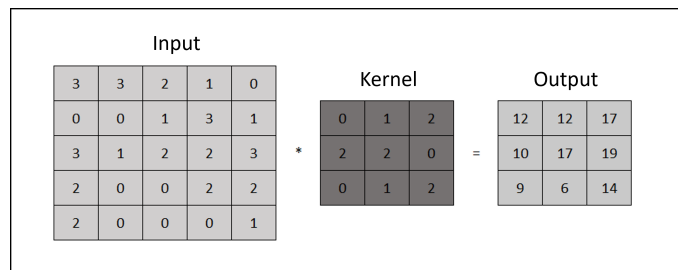 Input
Kernel
Output
3 3 2 1 0
0 0 1 3 1
3 1 2 2 3
2 0 0 2 2
2 0 0 0 1
*
0 1 2
2 2 0
0 1 2
=
12 12 17
10 17 19
9 6 14